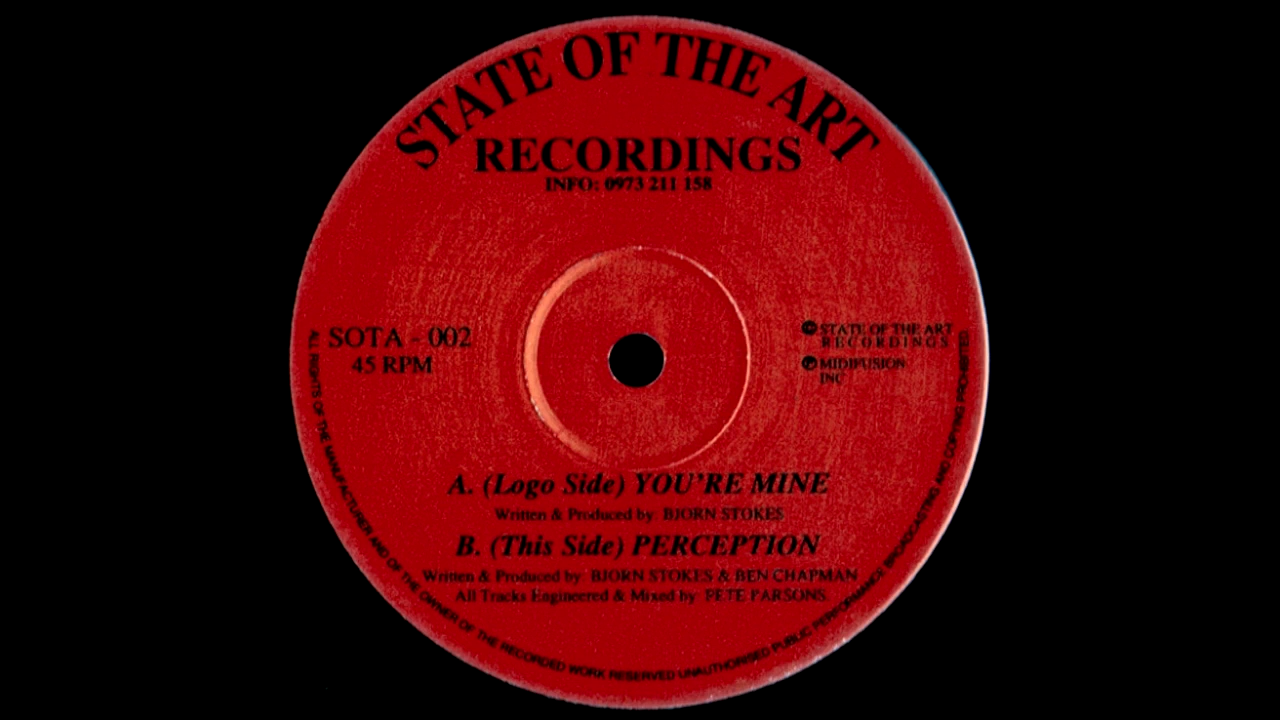 STATE OF THE ART
RECORDINGS
INFO: 0973 211 158
SOTA - 002
45 RPM
© STATE OF THE ART
RECORDINGS
℗ MIDIFUSION
INC
A. (Logo Side) YOU'RE MINE
Written & Produced by: BJORN STOKES
B. (This Side) PERCEPTION
Written & Produced by: BJORN STOKES & BEN CHAPMAN
All Tracks Engineered & Mixed by: PETE PARSONS.
ALL RIGHTS OF THE MANUFACTURER AND OF THE OWNER OF THE RECORDED WORK RESERVED UNAUTHORISED PUBLIC PERFORMANCE BROADCASTING AND COPYING PROHIBITED